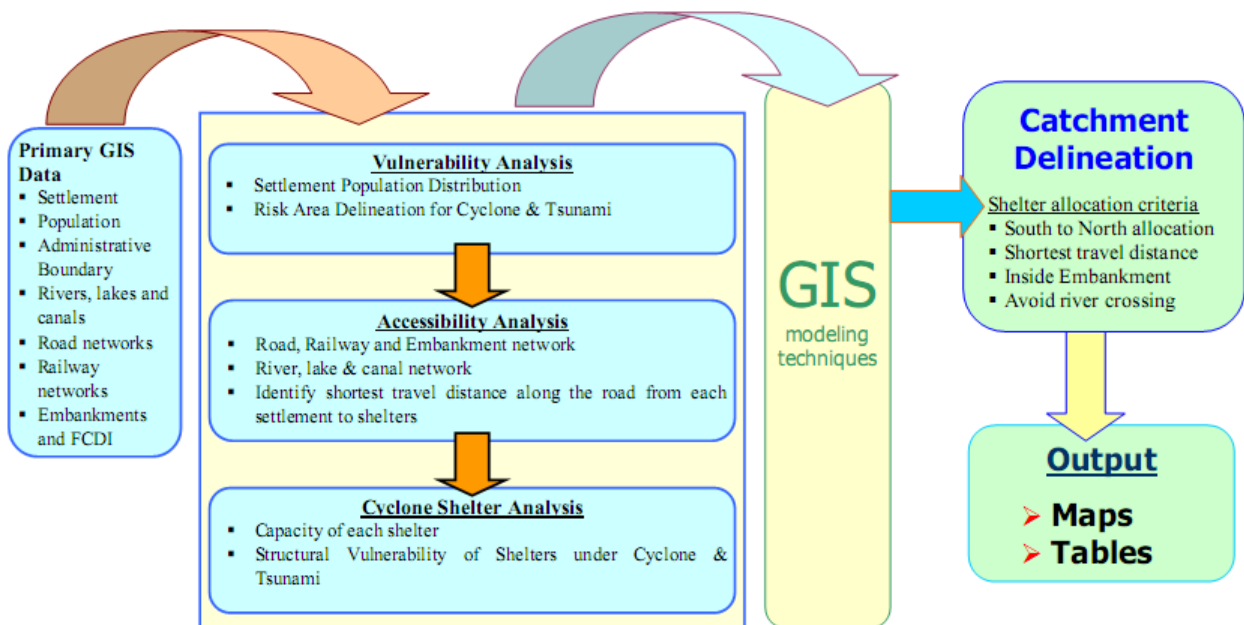 Primary GIS
Data
▪ Settlement
▪ Population
▪ Administrative
Boundary
▪ Rivers, lakes and
canals
▪ Road networks
▪ Railway
networks
▪ Embankments
and FCDI
Vulnerability Analysis
▪ Settlement Population Distribution
▪ Risk Area Delineation for Cyclone & Tsunami
Accessibility Analysis
▪ Road, Railway and Embankment network
▪ River, lake & canal network
▪ Identify shortest travel distance along the road from each
settlement to shelters
Cyclone Shelter Analysis
▪ Capacity of each shelter
▪ Structural Vulnerability of Shelters under Cyclone &
Tsunami
GIS
modeling
techniques
Catchment
Delineation
Shelter allocation criteria
▪ South to North allocation
▪ Shortest travel distance
▪ Inside Embankment
▪ Avoid river crossing
Output
➢ Maps
➢ Tables